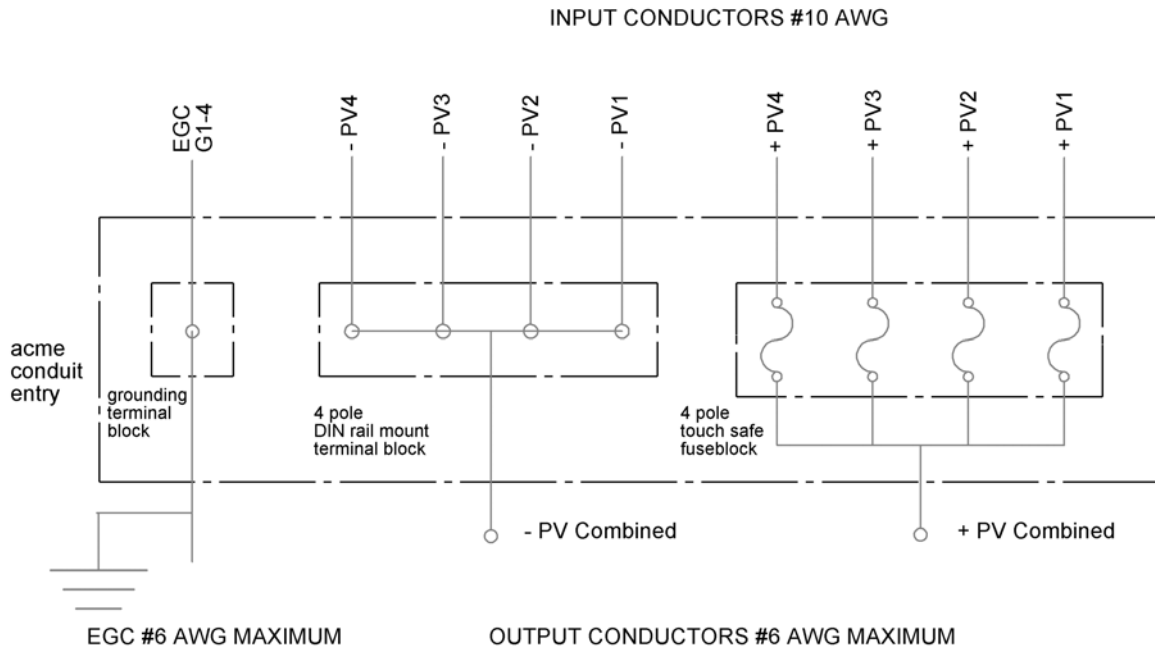 INPUT CONDUCTORS #10 AWG
EGC
G1-4
- PV4
- PV3
- PV2
- PV1
+ PV4
+ PV3
+ PV2
+ PV1
acme
conduit
entry
grounding
terminal
block
4 pole
DIN rail mount
terminal block
4 pole
touch safe
fuseblock
- PV Combined
+ PV Combined
EGC #6 AWG MAXIMUM
OUTPUT CONDUCTORS #6 AWG MAXIMUM